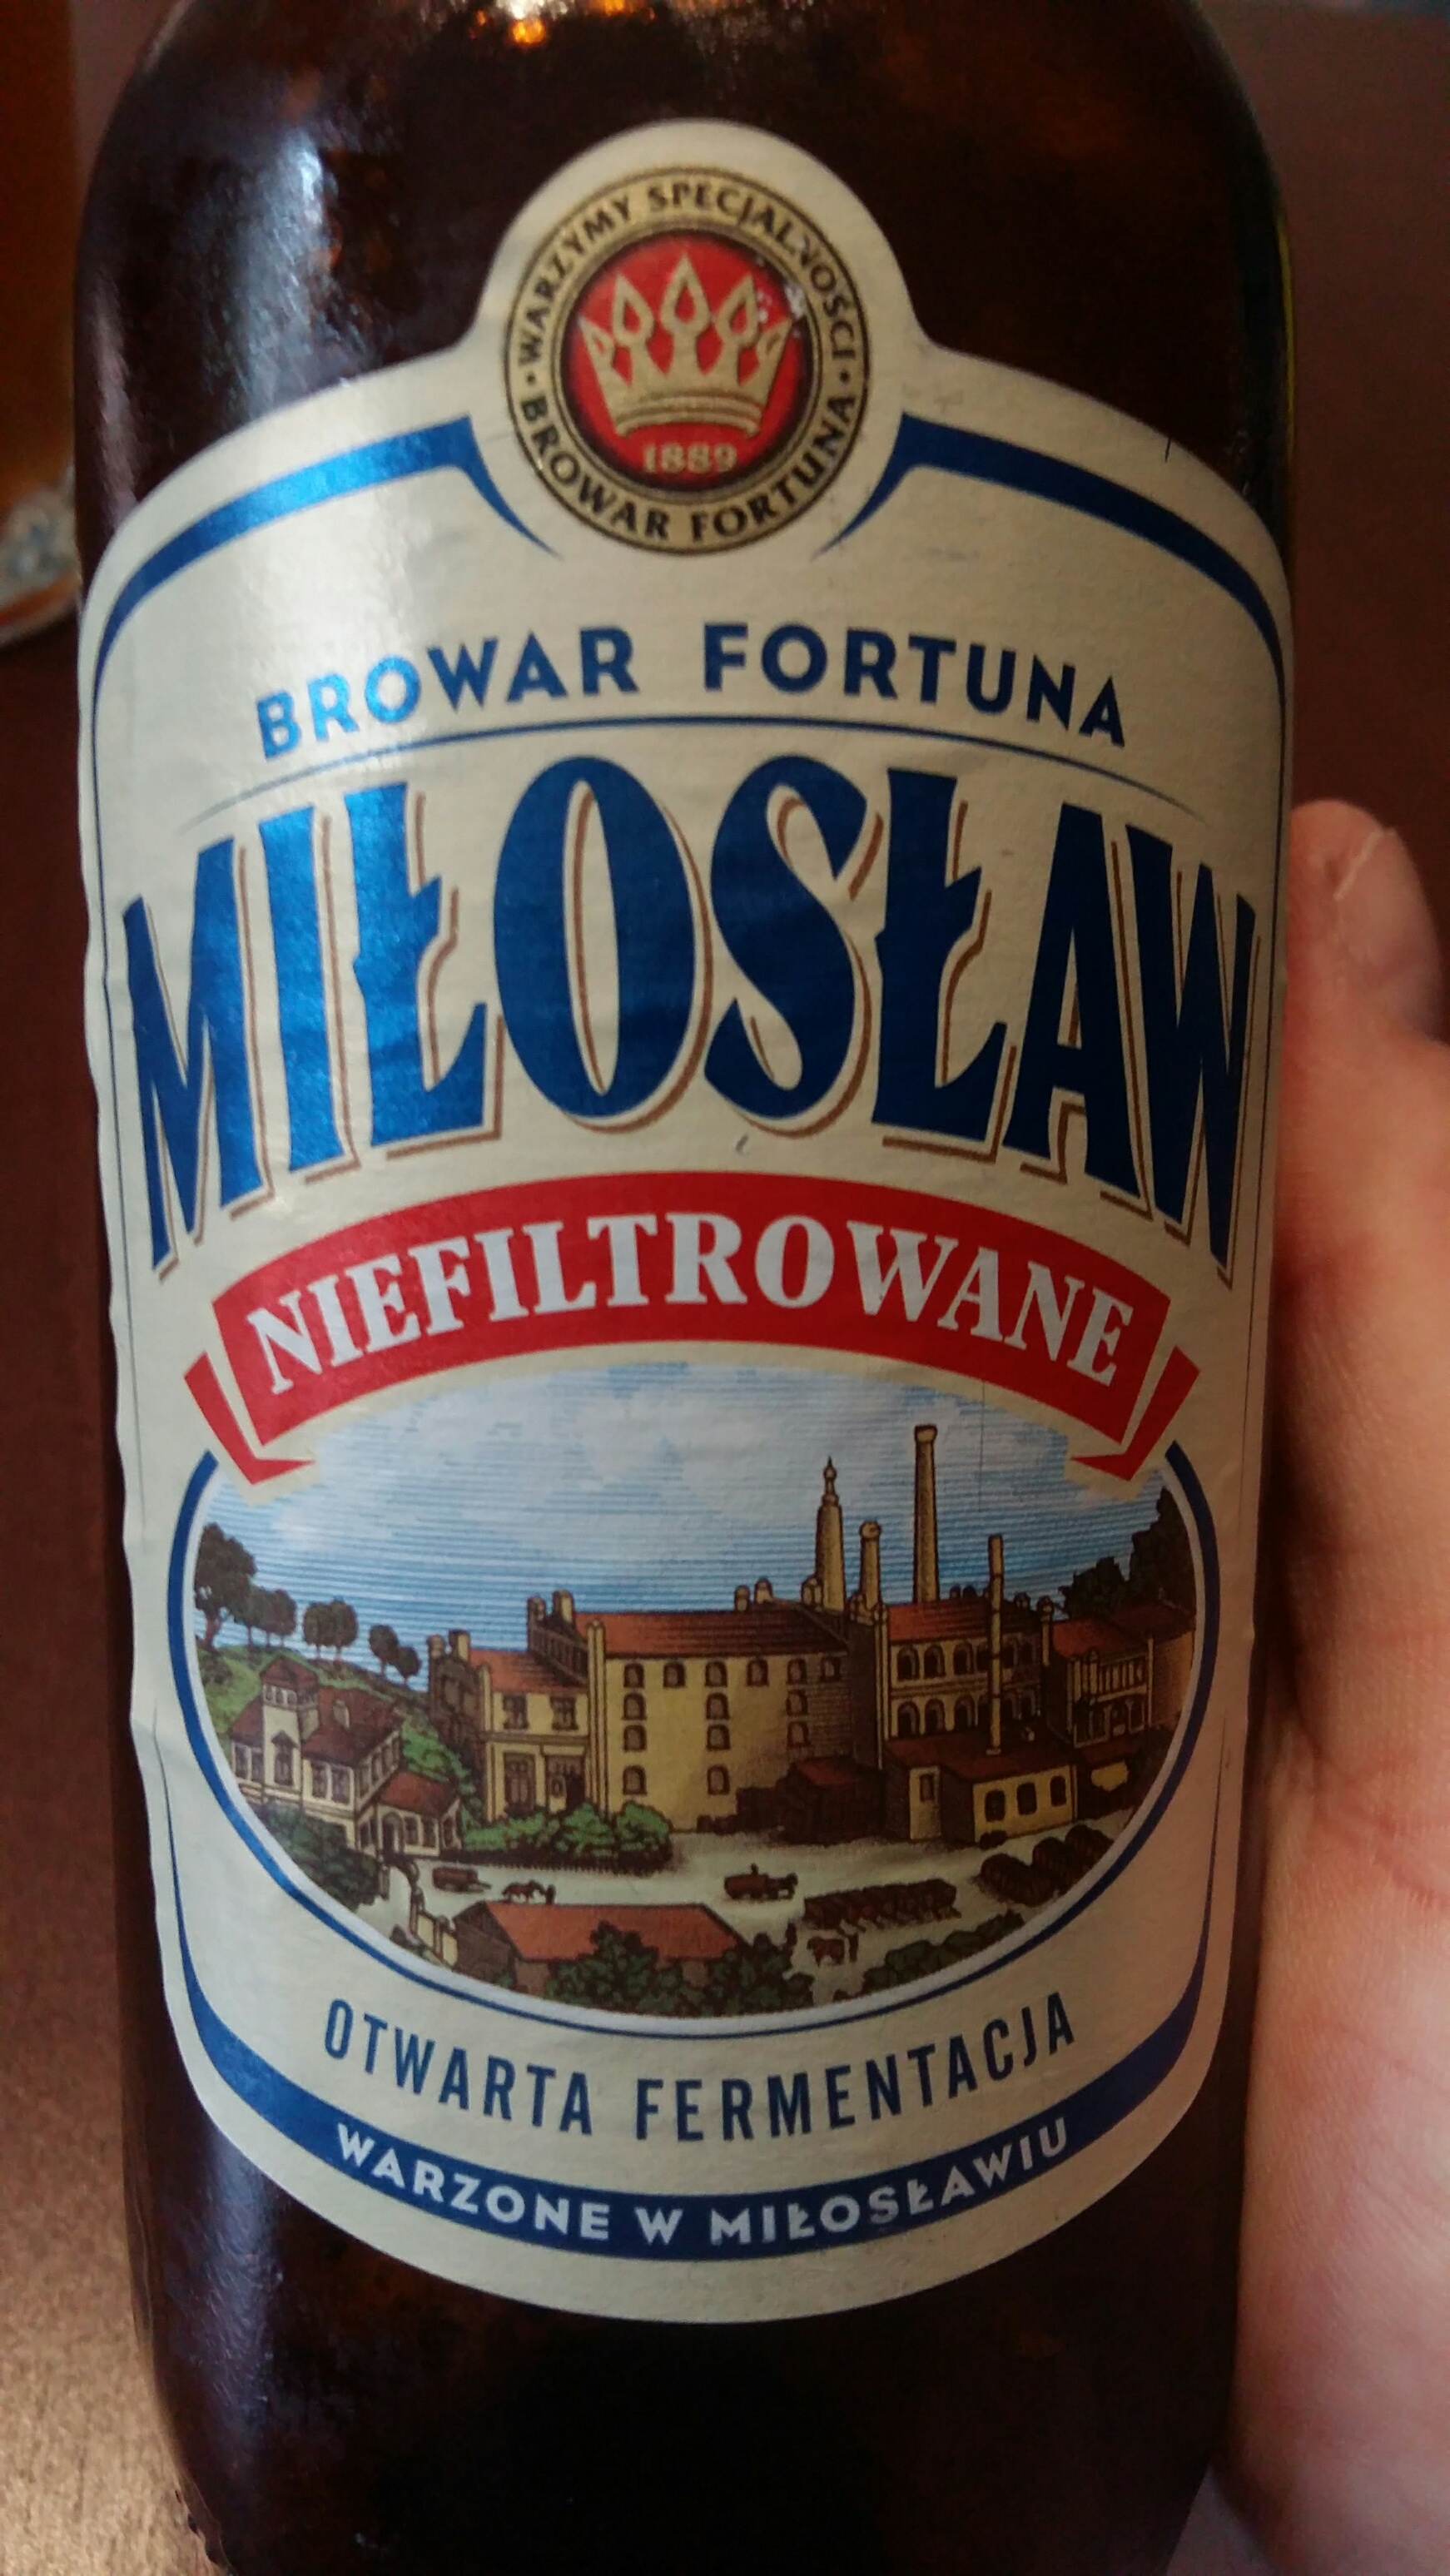 WARZYMY SPECJALNOŚCI
1889
BROWAR FORTUNA
BROWAR FORTUNA
MIŁOSŁAW
NIEFILTROWANE
OTWARTA FERMENTACJA
WARZONE W MIŁOSŁAWIU